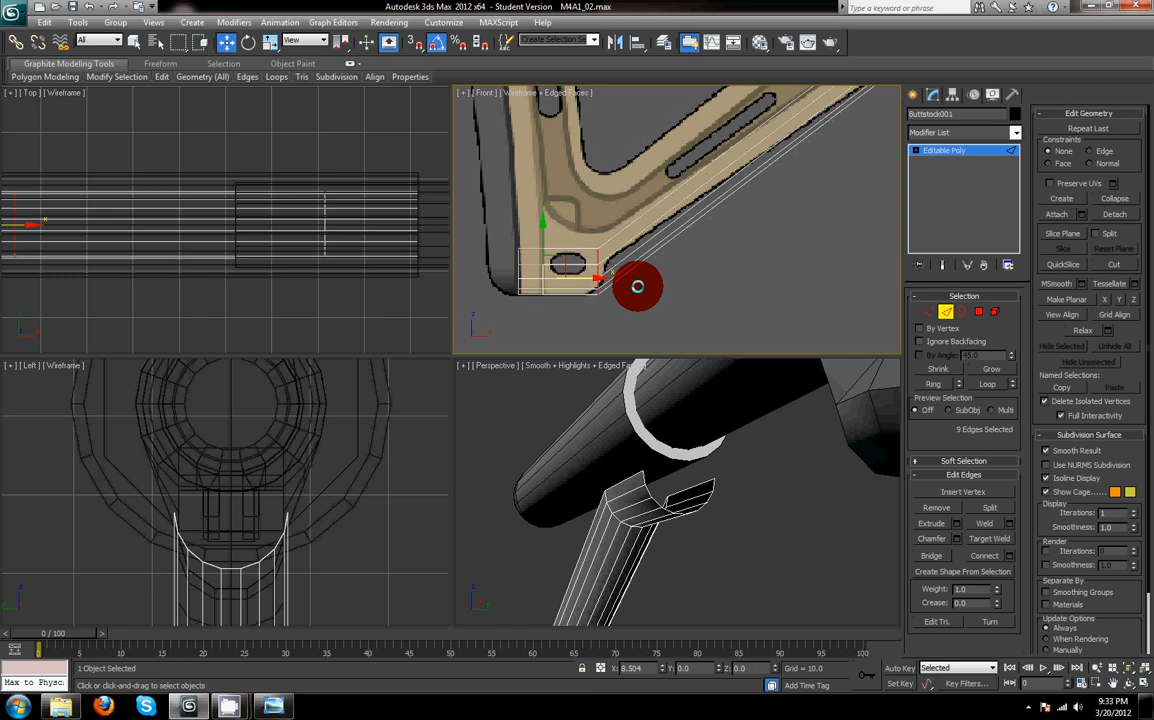 Autodesk 3ds Max 2012 x64 - Student Version    M4A1_02.max
Type a keyword or phrase
Edit Tools Group Views Create Modifiers Animation Graph Editors Rendering Customize MAXScript Help
All View Create Selection Se
Graphite Modeling Tools Freeform Selection Object Paint
Polygon Modeling Modify Selection Edit Geometry (All) Edges Loops Tris Subdivision Align Properties
[ + ] [ Top ] [ Wireframe ]
[ + ] [ Front ] [ Wireframe + Edged Faces ]
[ + ] [ Left ] [ Wireframe ]
[ + ] [ Perspective ] [ Smooth + Highlights + Edged Fa
Buttstock001
Modifier List
Editable Poly
Selection
By Vertex
Ignore Backfacing
By Angle: 45.0
Shrink Grow
Ring Loop
Preview Selection
Off SubObj Multi
9 Edges Selected
Soft Selection
Edit Edges
Insert Vertex
Remove Split
Extrude Weld
Chamfer Target Weld
Bridge Connect
Create Shape From Selection
Weight: 1.0
Crease: 0.0
Edit Tri. Turn
Edit Geometry
Repeat Last
Constraints
None Edge
Face Normal
Preserve UVs
Create Collapse
Attach Detach
Slice Plane Split
Slice Reset Plane
QuickSlice Cut
MSmooth Tessellate
Make Planar X Y Z
View Align Grid Align
Relax
Hide Selected Unhide All
Hide Unselected
Named Selections:
Copy Paste
Delete Isolated Vertices
Full Interactivity
Subdivision Surface
Smooth Result
Use NURMS Subdivision
Isoline Display
Show Cage......
Display
Iterations: 1
Smoothness: 1.0
Render
Iterations: 0
Smoothness: 1.0
Separate By
Smoothing Groups
Materials
Update Options
Always
When Rendering
Manually
0 / 100
5 10 15 20 25 30 35 40 45 50 55 60 65 70 75 80 85 90 95 100
1 Object Selected X: 8.504 Y: 0.0 Z: 0.0 Grid = 10.0 Auto Key Selected
Max to Physc Click or click-and-drag to select objects Add Time Tag Set Key Key Filters... 0
9:33 PM
3/20/2012